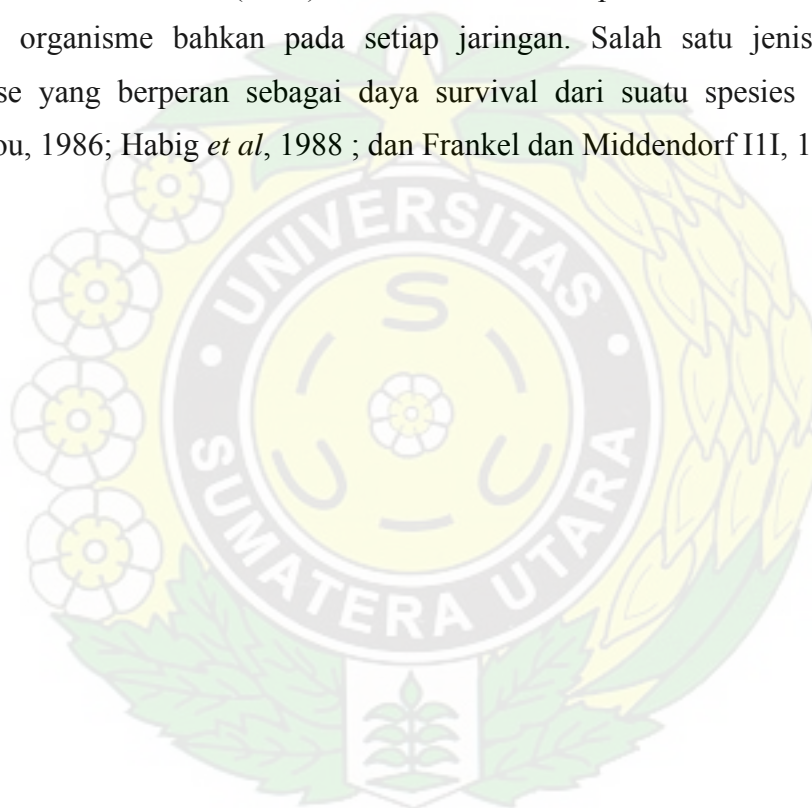 organisme bahkan pada setiap jaringan. Salah satu jenis
se yang berperan sebagai daya survival dari suatu spesies
ou, 1986; Habig et al, 1988 ; dan Frankel dan Middendorf I1I, 1
UNIVERSITAS
S
U U
SUMATERA UTARA